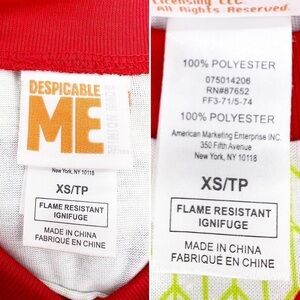 DESPICABLE
ME
New York, NY 10118
XS/TP
FLAME RESISTANT
IGNIFUGE
MADE IN CHINA
FABRIQUÉ EN CHINE
Licensing LLC.
All Rights Reserved.
100% POLYESTER
075014206
RN#87652
FF3-71/5-74
100% POLYESTER
American Marketing Enterprise INC.
350 Fifth Avenue
New York, NY 10118
XS/TP
FLAME RESISTANT
IGNIFUGE
MADE IN CHINA
FABRIQUÉ EN CHINE